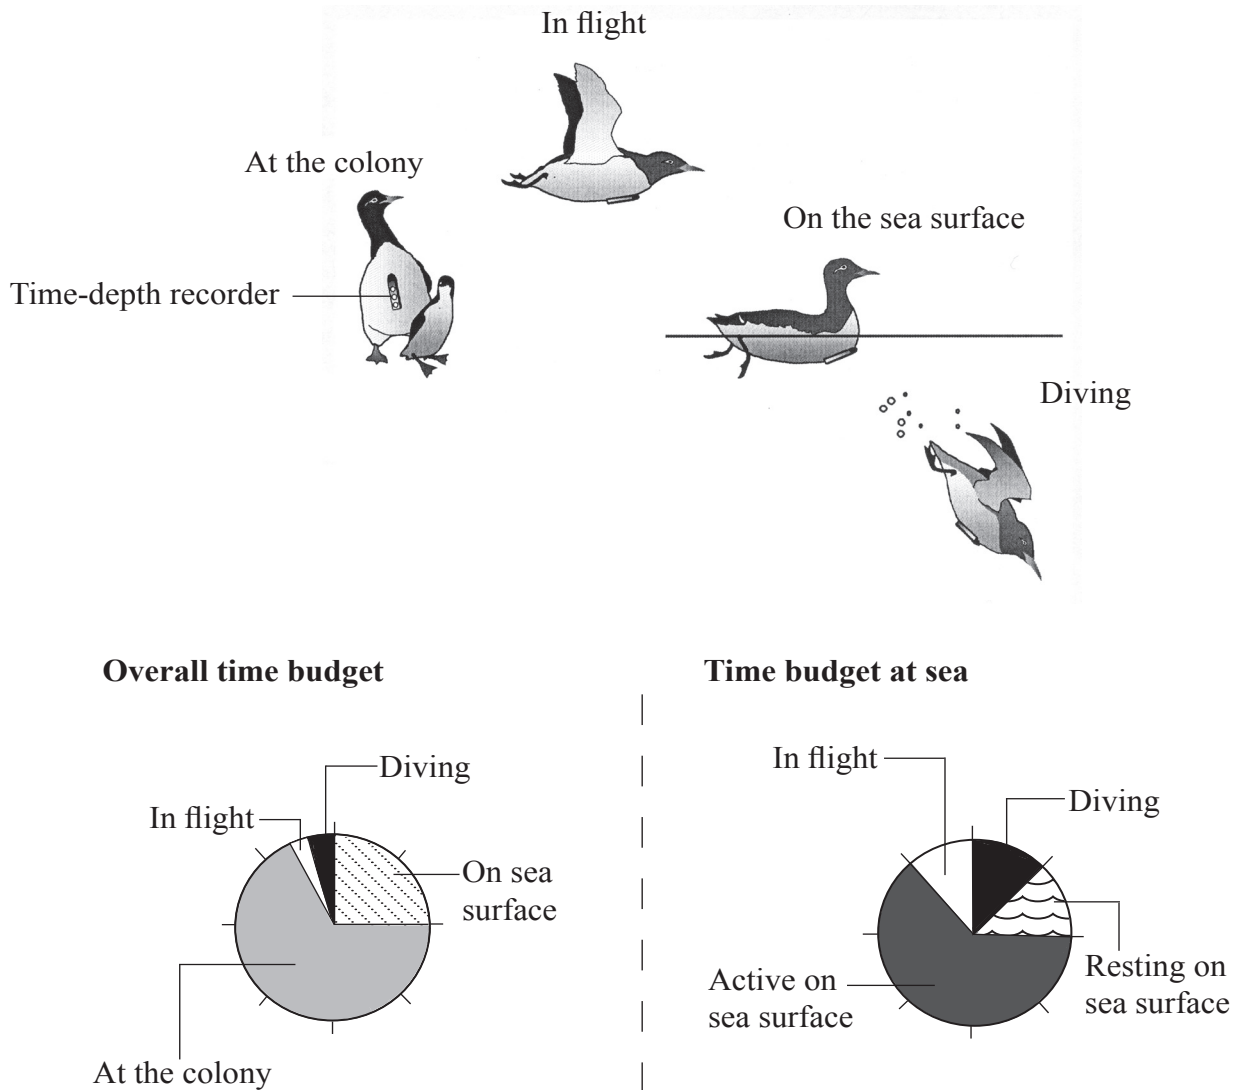 In flight
At the colony
On the sea surface
Time-depth recorder
Diving
Overall time budget
Time budget at sea
Diving
In flight
On sea
surface
At the colony
In flight
Diving
Active on
sea surface
Resting on
sea surface